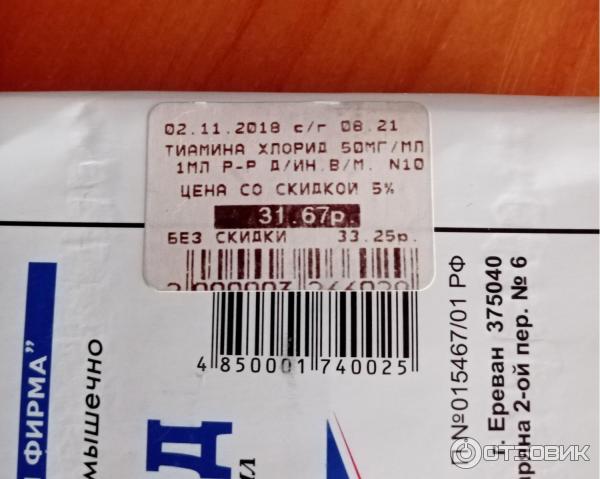 02.11.2018 с/г 08.21
ТИАМИНА ХЛОРИД 50МГ/МЛ
1МЛ Р-Р Д/ИН.В/М. N10
ЦЕНА СО СКИДКОЙ 5%
31.67р.
БЕЗ СКИДКИ 33.25р.
4 850001 740025
ФИРМА”
мышечно
Д
П.№015467/01 РФ
г. Ереван 375040
2-ой пер. № 6
ОТЗОВИК